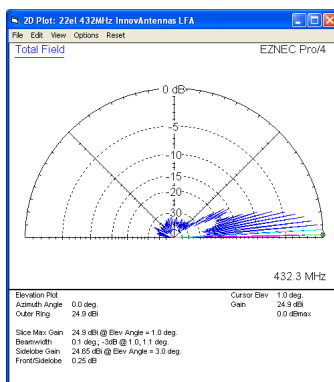 2D Plot: 22el 432MHz InnovAntennas LFA
File Edit View Options Reset
Total Field
EZNEC Pro/4
0 dB
-5
-10
-15
-20
-30
432.3 MHz
Elevation Plot
Cursor Elev 1.0 deg.
Azimuth Angle 0.0 deg.
Gain 24.9 dBi
Outer Ring 24.9 dBi
0.0 dBmax
Slice Max Gain 24.9 dBi @ Elev Angle = 1.0 deg.
Beamwidth 0.1 deg.; -3dB @ 1.0, 1.1 deg.
Sidelobe Gain 24.65 dBi @ Elev Angle = 3.0 deg.
Front/Sidelobe 0.25 dB